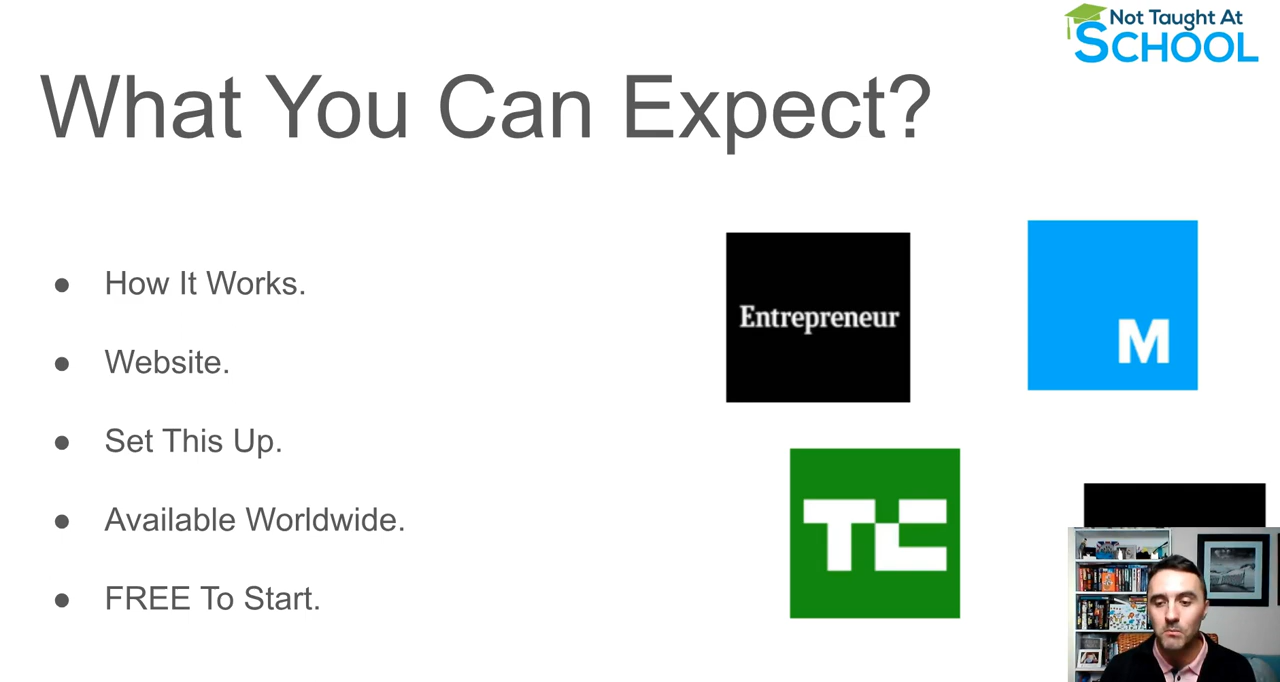 Not Taught At
SCHOOL
What You Can Expect?
● How It Works.
● Website.
● Set This Up.
● Available Worldwide.
● FREE To Start.
Entrepreneur
M
TC